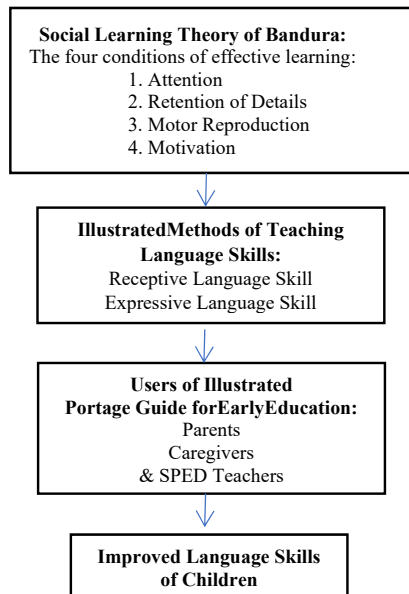 Social Learning Theory of Bandura:
The four conditions of effective learning:
1. Attention
2. Retention of Details
3. Motor Reproduction
4. Motivation
IllustratedMethods of Teaching
Language Skills:
Receptive Language Skill
Expressive Language Skill
Users of Illustrated
Portage Guide forEarlyEducation:
Parents
Caregivers
& SPED Teachers
Improved Language Skills
of Children